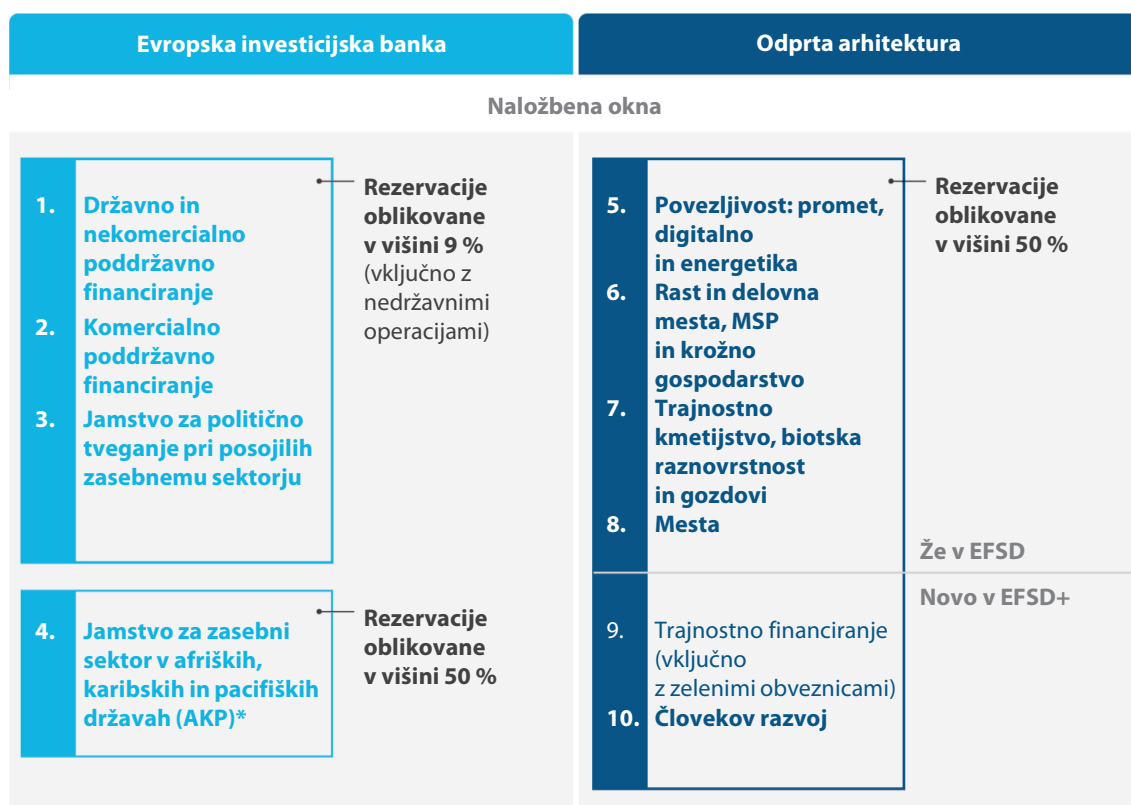 Evropska investicijska banka
Odprta arhitektura
Naložbena okna
1. Državno in
nekomercialno
poddržavno
financiranje
2. Komercialno
poddržavno
financiranje
3. Jamstvo za politično
tveganje pri posojilih
zasebnemu sektorju
Rezervacije
oblikovane
v višini 9 %
(vključno z
nedržavnimi
operacijami)
4. Jamstvo za zasebni
sektor v afriških,
karibskih in pacifiških
državah (AKP)*
Rezervacije
oblikovane
v višini 50 %
5. Povezljivost: promet,
digitalno
in energetika
6. Rast in delovna
mesta, MSP
in krožno
gospodarstvo
7. Trajnostno
kmetijstvo, biotska
raznovrstnost
in gozdovi
8. Mesta
Rezervacije
oblikovane
v višini 50 %
Že v EFSD
Novo v EFSD+
9. Trajnostno financiranje
(vključno
z zelenimi obveznicami)
10. Človekov razvoj